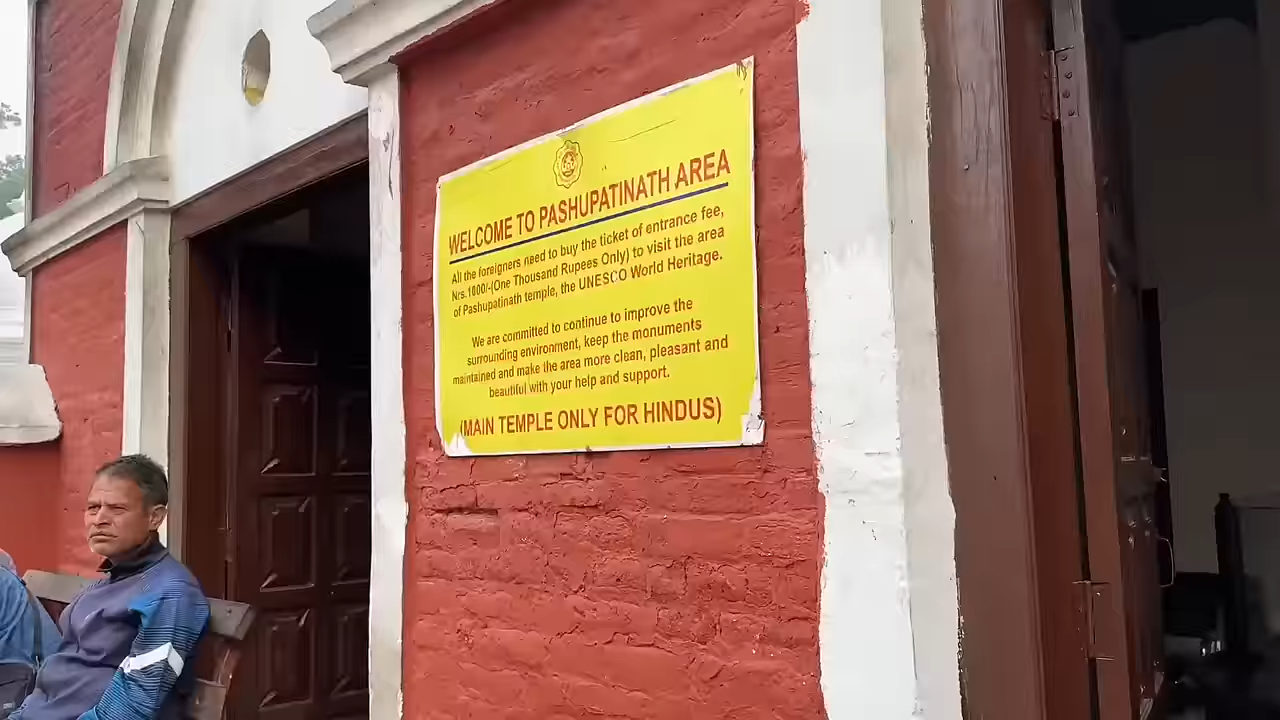 WELCOME TO PASHUPATINATH AREA
All the foreigners need to buy the ticket of entrance fee,
Nrs.1000/-(One Thousand Rupees Only) to visit the area
of Pashupatinath temple, the UNESCO World Heritage.
We are committed to continue to improve the
surrounding environment, keep the monuments
maintained and make the area more clean, pleasant and
beautiful with your help and support.
(MAIN TEMPLE ONLY FOR HINDUS)